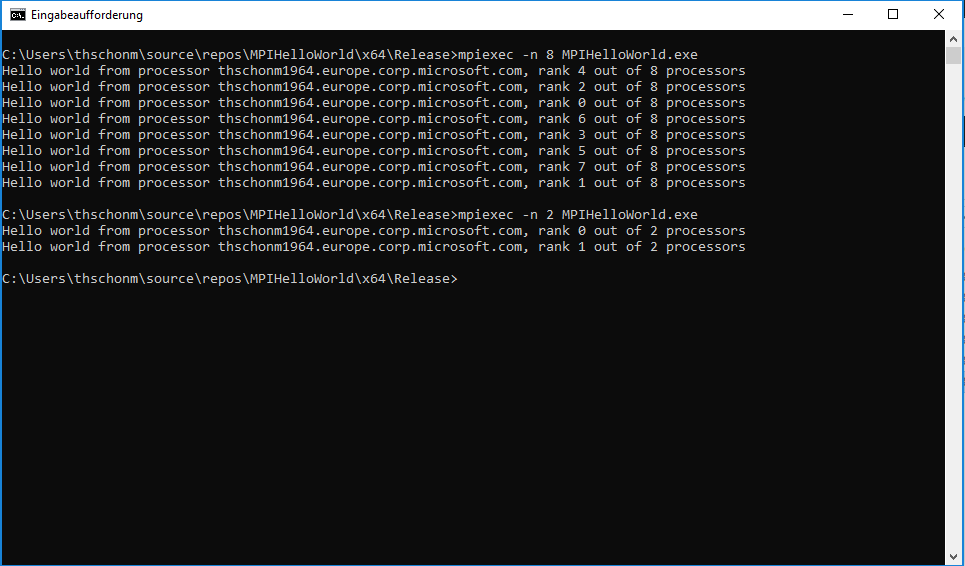 Eingabeaufforderung
C:\Users\thschonm\source\repos\MPIHelloWorld\x64\Release>mpiexec -n 8 MPIHelloWorld.exe
Hello world from processor thschonm1964.europe.corp.microsoft.com, rank 4 out of 8 processors
Hello world from processor thschonm1964.europe.corp.microsoft.com, rank 2 out of 8 processors
Hello world from processor thschonm1964.europe.corp.microsoft.com, rank 0 out of 8 processors
Hello world from processor thschonm1964.europe.corp.microsoft.com, rank 6 out of 8 processors
Hello world from processor thschonm1964.europe.corp.microsoft.com, rank 3 out of 8 processors
Hello world from processor thschonm1964.europe.corp.microsoft.com, rank 5 out of 8 processors
Hello world from processor thschonm1964.europe.corp.microsoft.com, rank 7 out of 8 processors
Hello world from processor thschonm1964.europe.corp.microsoft.com, rank 1 out of 8 processors
C:\Users\thschonm\source\repos\MPIHelloWorld\x64\Release>mpiexec -n 2 MPIHelloWorld.exe
Hello world from processor thschonm1964.europe.corp.microsoft.com, rank 0 out of 2 processors
Hello world from processor thschonm1964.europe.corp.microsoft.com, rank 1 out of 2 processors
C:\Users\thschonm\source\repos\MPIHelloWorld\x64\Release>